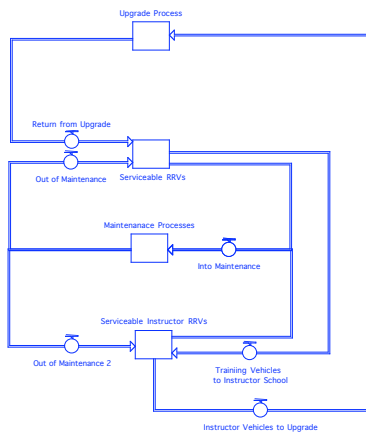 Upgrade Process
Return from Upgrade
Out of Maintenance
Serviceable RRVs
Maintenanace Processes
Into Maintenance
Serviceable Instructor RRVs
Out of Maintenance 2
Trainiing Vehicles
to Instructor School
Instructor Vehicles to Upgrade